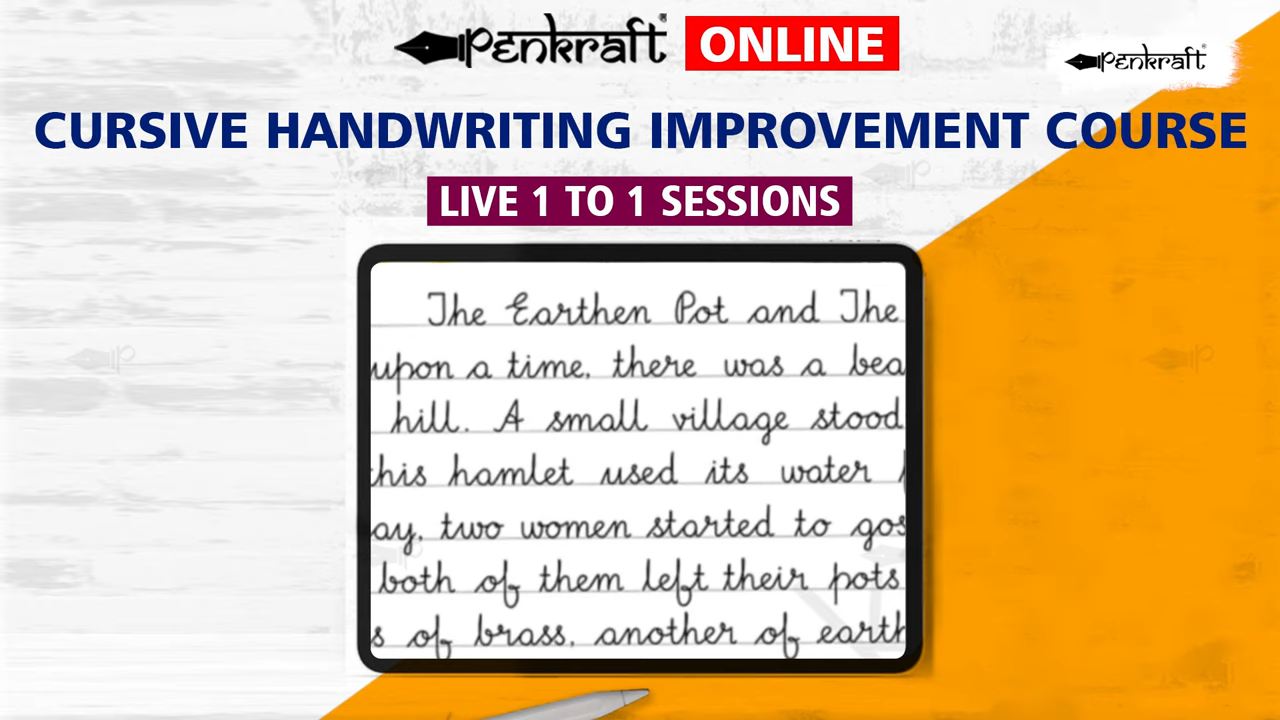 Penkraft® ONLINE
Penkraft®
CURSIVE HANDWRITING IMPROVEMENT COURSE
LIVE 1 TO 1 SESSIONS
The Earthen Pot and The
upon a time, there was a bea
hill. A small village stood
this hamlet used its water
ay, two women started to gos
both of them left their pots
s of brass, another of earth